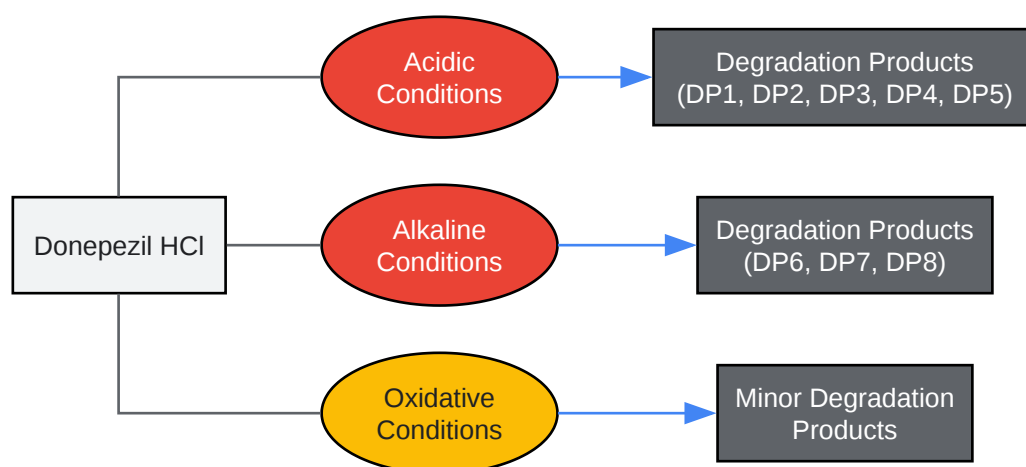 Acidic
Conditions
Degradation Products
(DP1, DP2, DP3, DP4, DP5)
Donepezil HCl
Alkaline
Conditions
Degradation Products
(DP6, DP7, DP8)
Oxidative
Conditions
Minor Degradation
Products